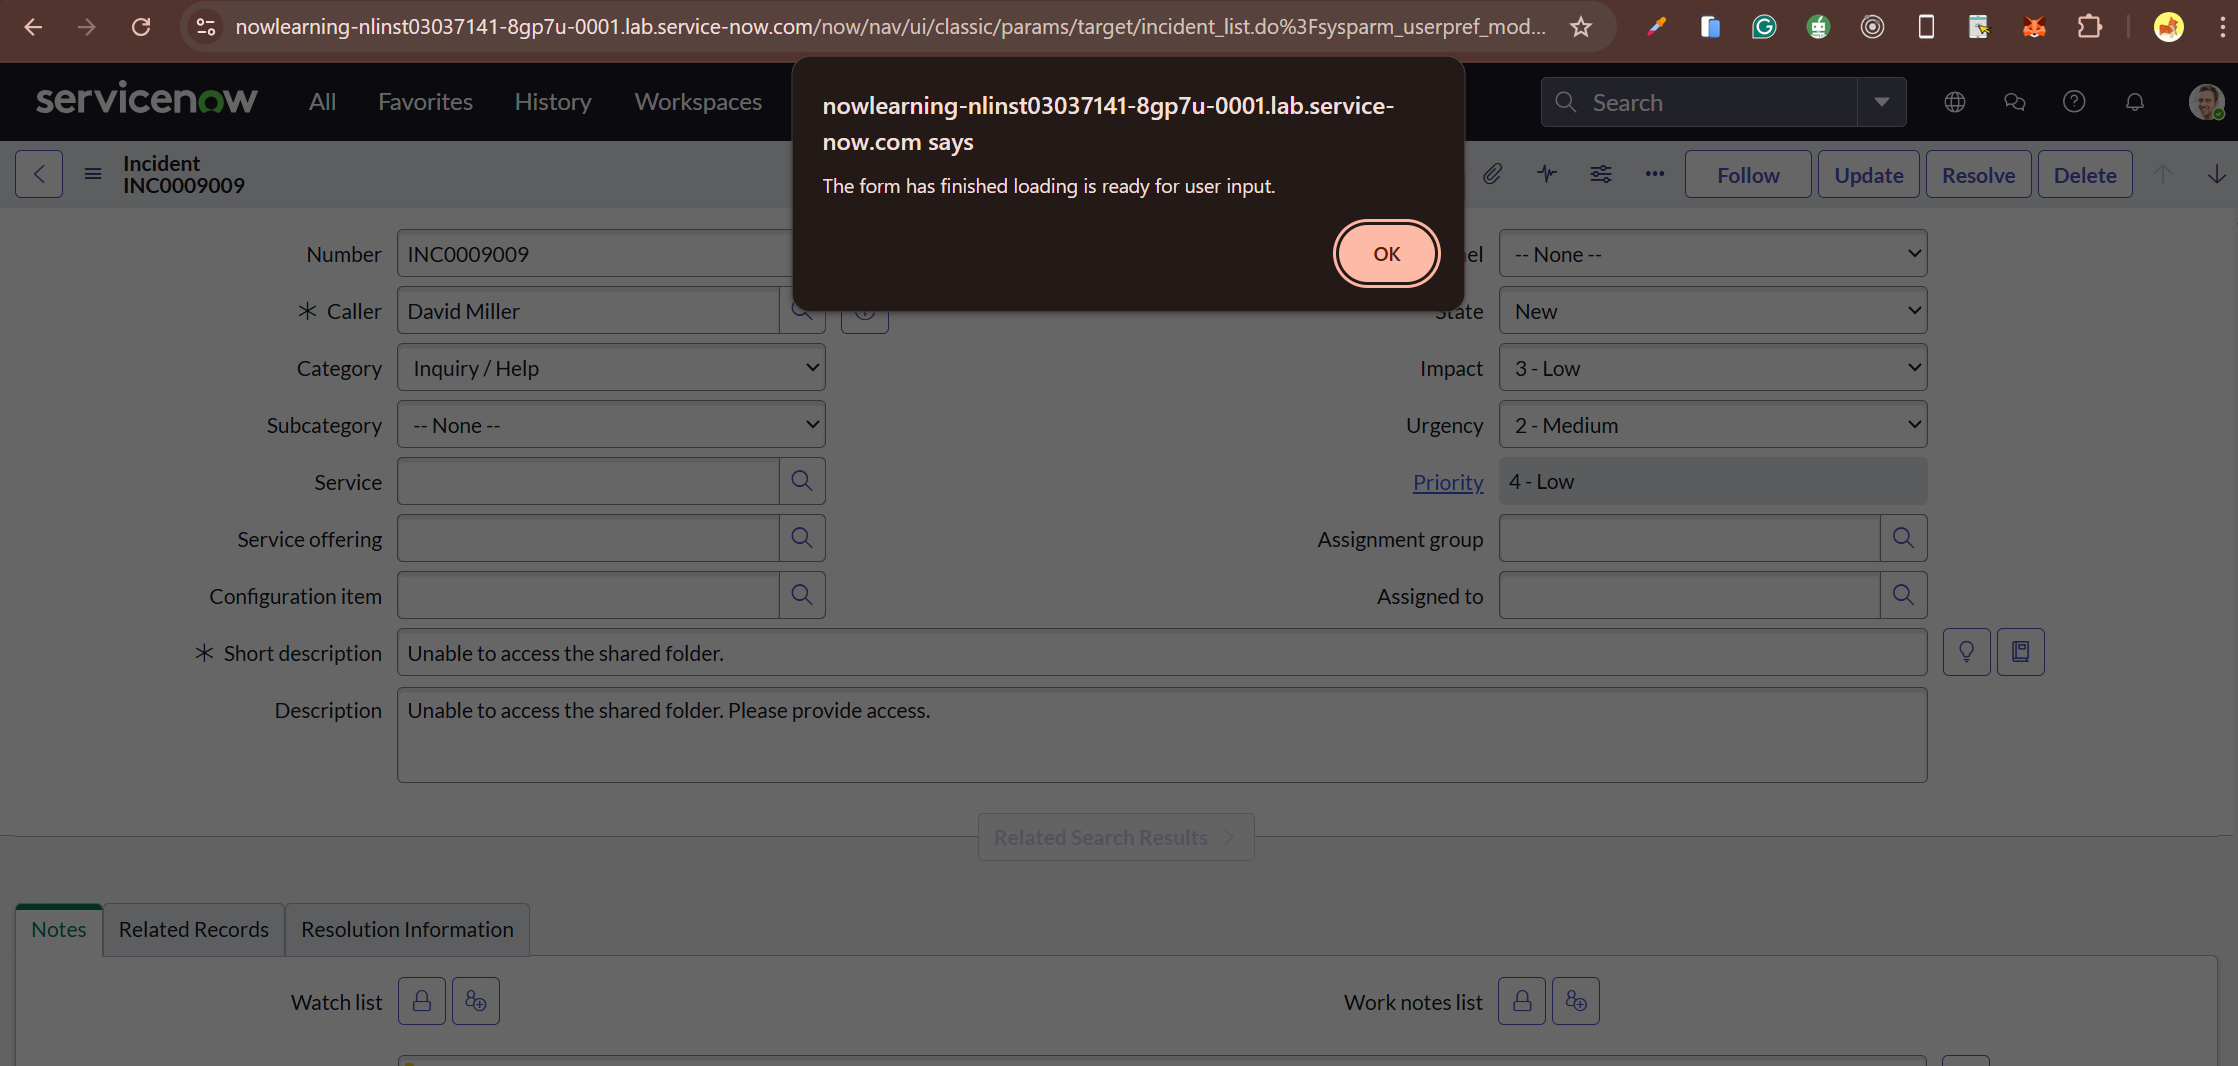 nowlearning-nlinst03037141-8gp7u-0001.lab.service-now.com/now/nav/ui/classic/params/target/incident_list.do%3Fsysparm_userpref_mod...
servicenow
All
Favorites
History
Workspaces
Search
nowlearning-nlinst03037141-8gp7u-0001.lab.service-
now.com says
The form has finished loading is ready for user input.
OK
Incident
INC0009009
Follow
Update
Resolve
Delete
Number
INC0009009
el
-- None --
Caller
David Miller
State
New
Category
Inquiry / Help
Impact
3 - Low
Subcategory
-- None --
Urgency
2 - Medium
Service
Priority
4 - Low
Service offering
Assignment group
Configuration item
Assigned to
Short description
Unable to access the shared folder.
Description
Unable to access the shared folder. Please provide access.
Related Search Results
Notes
Related Records
Resolution Information
Watch list
Work notes list